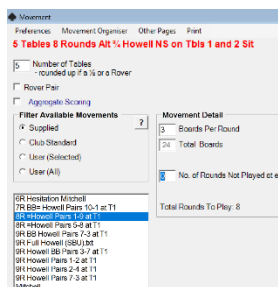 Movement
Preferences Movement Organiser Other Pages Print
5 Tables 8 Rounds Alt ¾ Howell NS on Tbls 1 and 2 Sit
5 Number of Tables
- rounded up if a ½ or a Rover
Rover Pair
Aggregate Scoring
Filter Available Movements
?
Supplied
Club Standard
User (Selected)
User (All)
Movement Detail
3 Boards Per Round
24 Total Boards
0 No. of Rounds Not Played at e
Total Rounds To Play: 8
6R Hesitation Mitchell
7R BB= Howell Pairs 10-1 at T1
8R =Howell Pairs 1-9 at T1
8R =Howell Pairs 5-8 at T1
9R BB Howell Pairs 7-3 at T1
9R Full Howell (SBU).txt
9R Howell BB Pairs 3-7 at T1
9R Howell Pairs 1-2 at T1
9R Howell Pairs 2-4 at T1
9R Howell Pairs 7-3 at T1